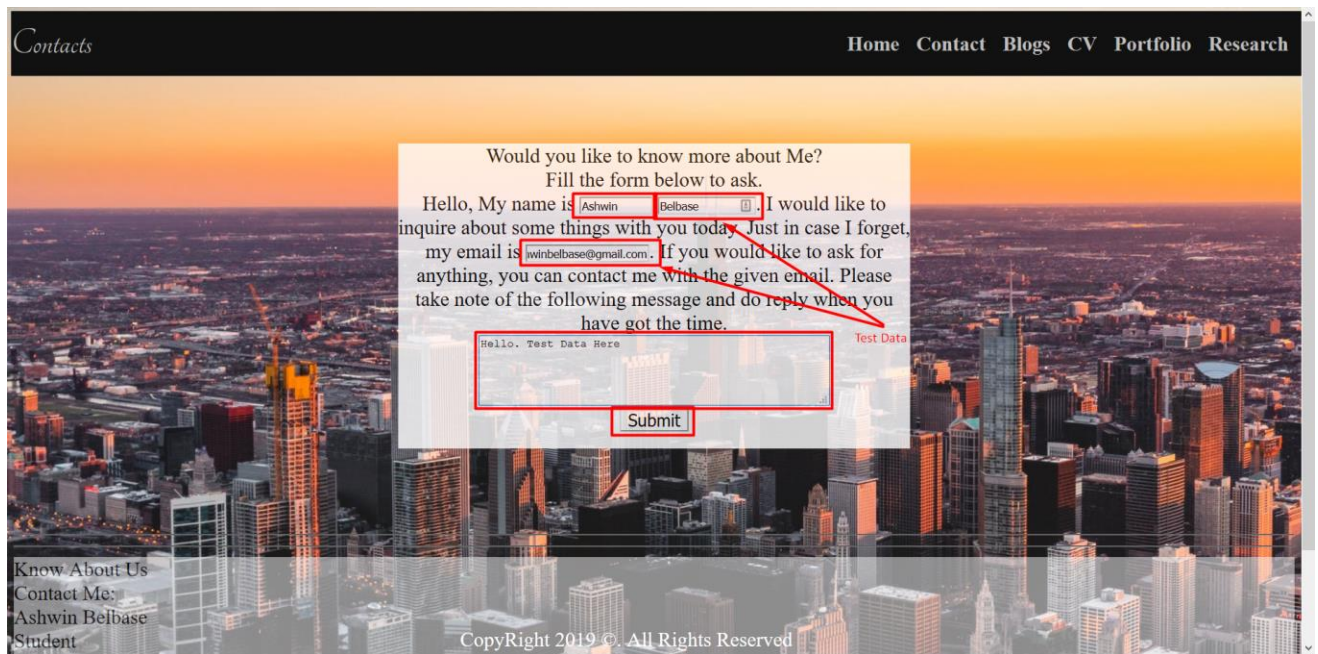 Contacts
Home Contact Blogs CV Portfolio Research
Would you like to know more about Me?
Fill the form below to ask.
Hello, My name is Ashwin Belbase . I would like to
inquire about some things with you today. Just in case I forget,
my email is winbelbase@gmail.com . If you would like to ask for
anything, you can contact me with the given email. Please
take note of the following message and do reply when you
have got the time.
Test Data
Hello. Test Data Here
Submit
Know About Us
Contact Me:
Ashwin Belbase
Student
CopyRight 2019 ©. All Rights Reserved